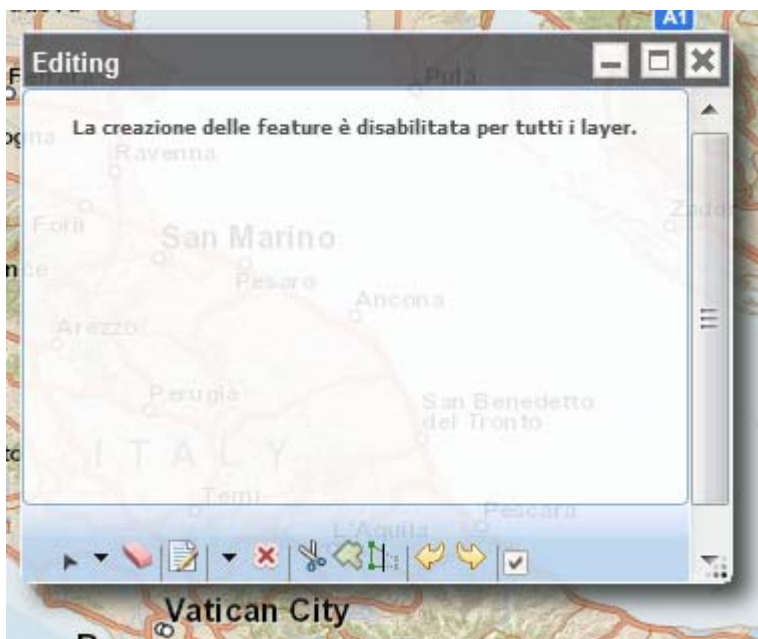 A1
Editing
Pula
La creazione delle feature è disabilitata per tutti i layer.
Ravenna
Forlì
Zadar
San Marino
Pesaro
Ancona
Arezzo
Perugia
San Benedetto
del Tronto
ITALY
Terni
Pescara
L'Aquila
Vatican City